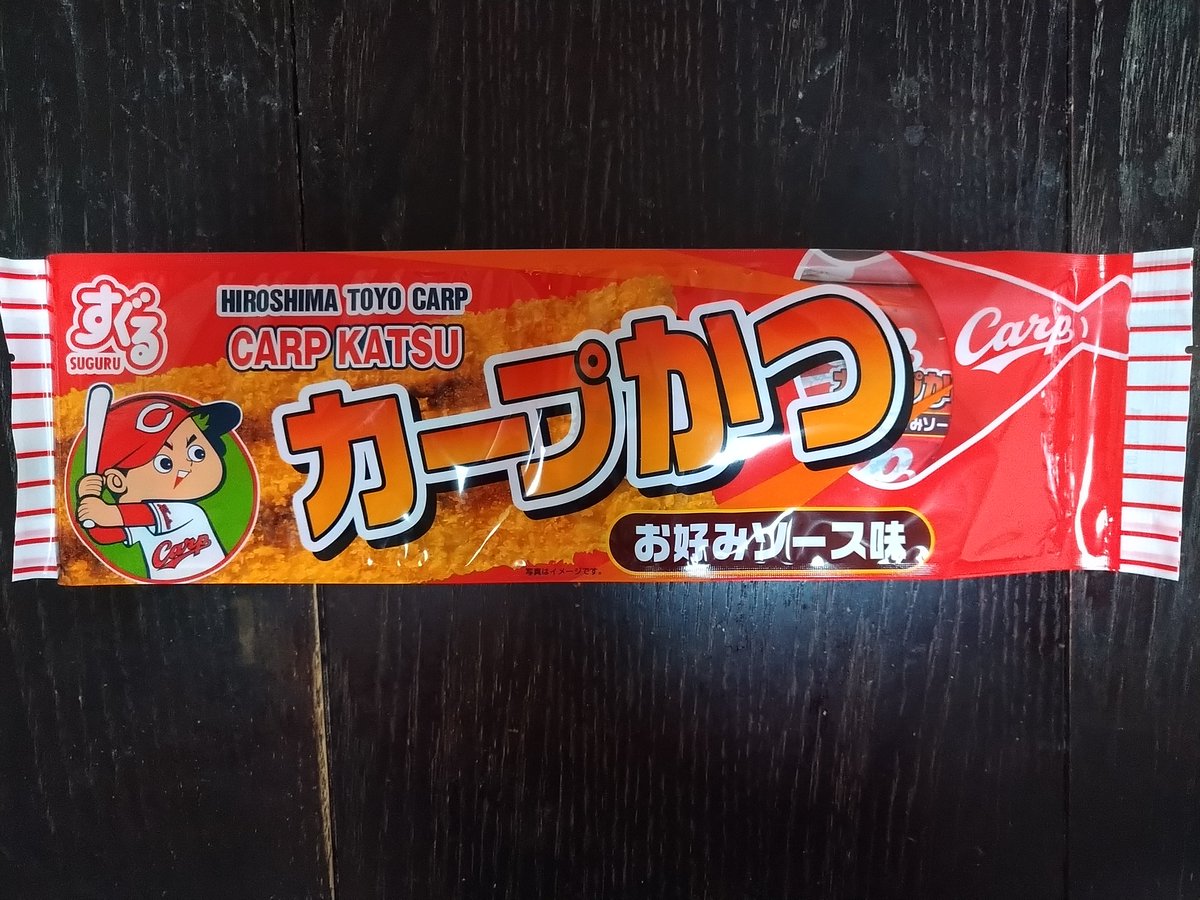 すぐる
SUGURU
HIROSHIMA TOYO CARP
CARP KATSU
カープかつ
お好みソース味
写真はイメージです。
C
Carp
Carp